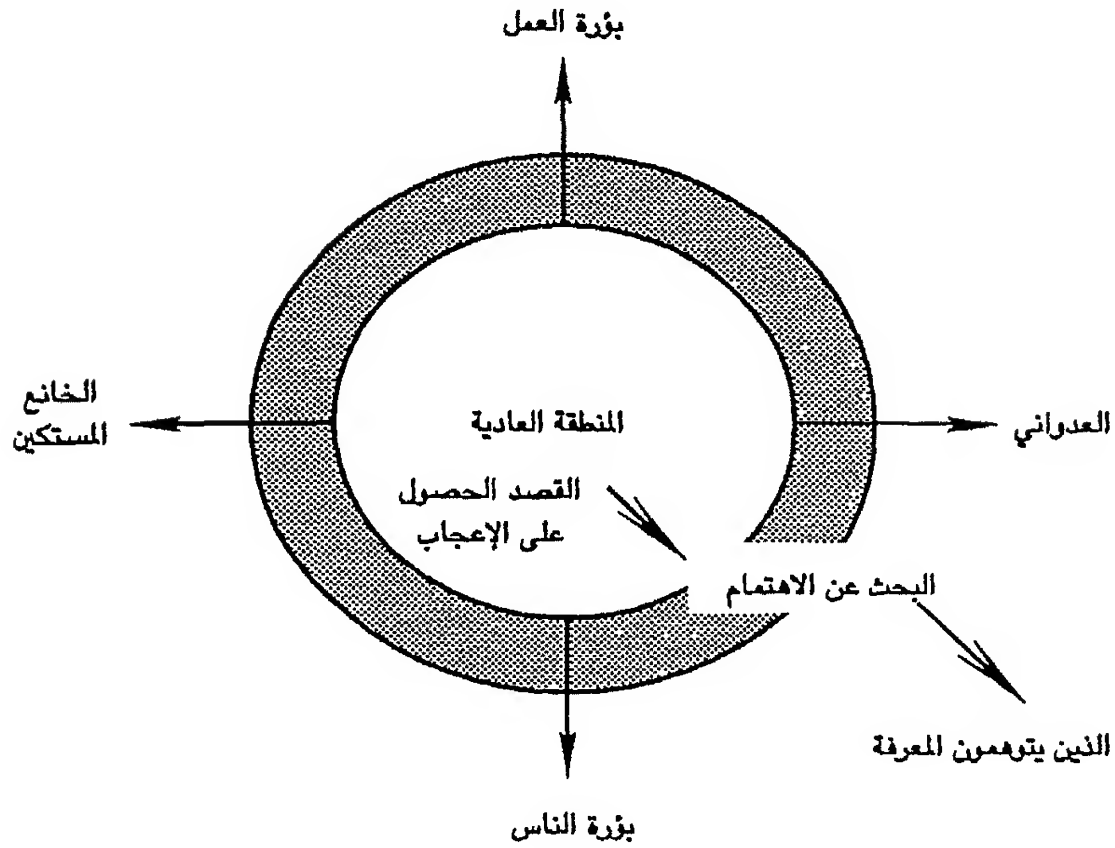 بؤرة العمل
الخانع
المستكين
المنطقة العادية
العدواني
القصد الحصول
على الإعجاب
البحث عن الاهتمام
الذين يتوهمون المعرفة
بؤرة الناس